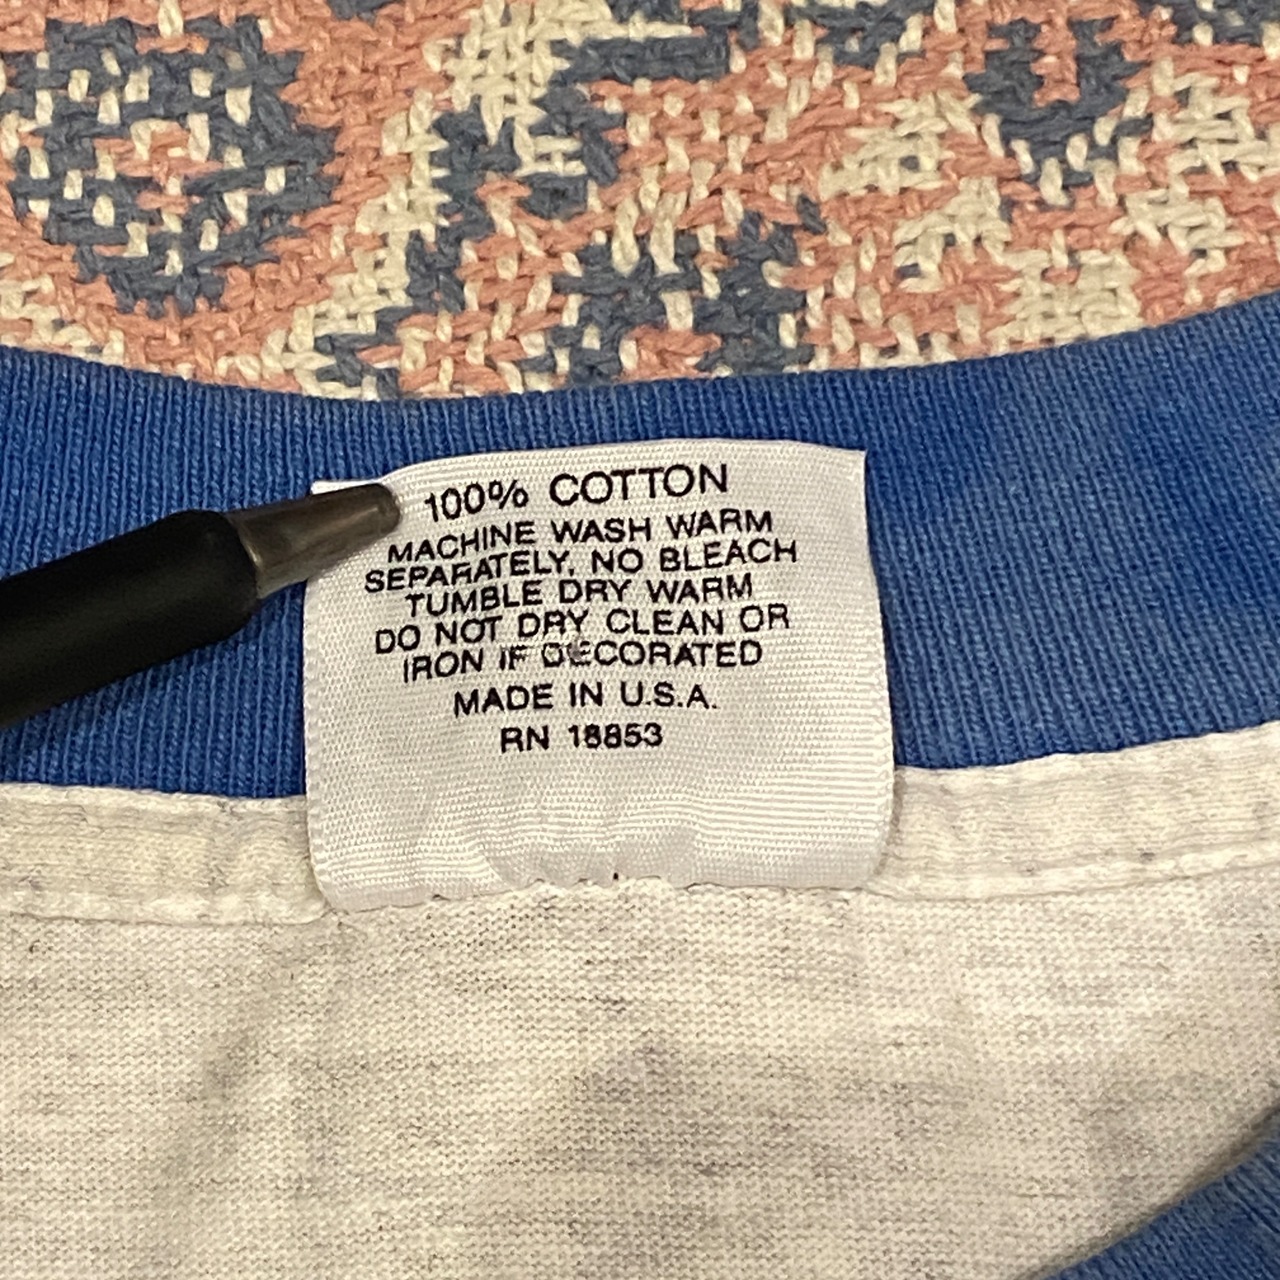 100% COTTON
MACHINE WASH WARM
SEPARATELY, NO BLEACH
TUMBLE DRY WARM
DO NOT DRY CLEAN OR
IRON IF DECORATED
MADE IN U.S.A.
RN 18853